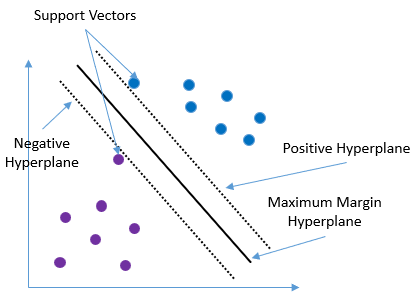 Support Vectors
Negative
Hyperplane
Positive Hyperplane
Maximum Margin
Hyperplane